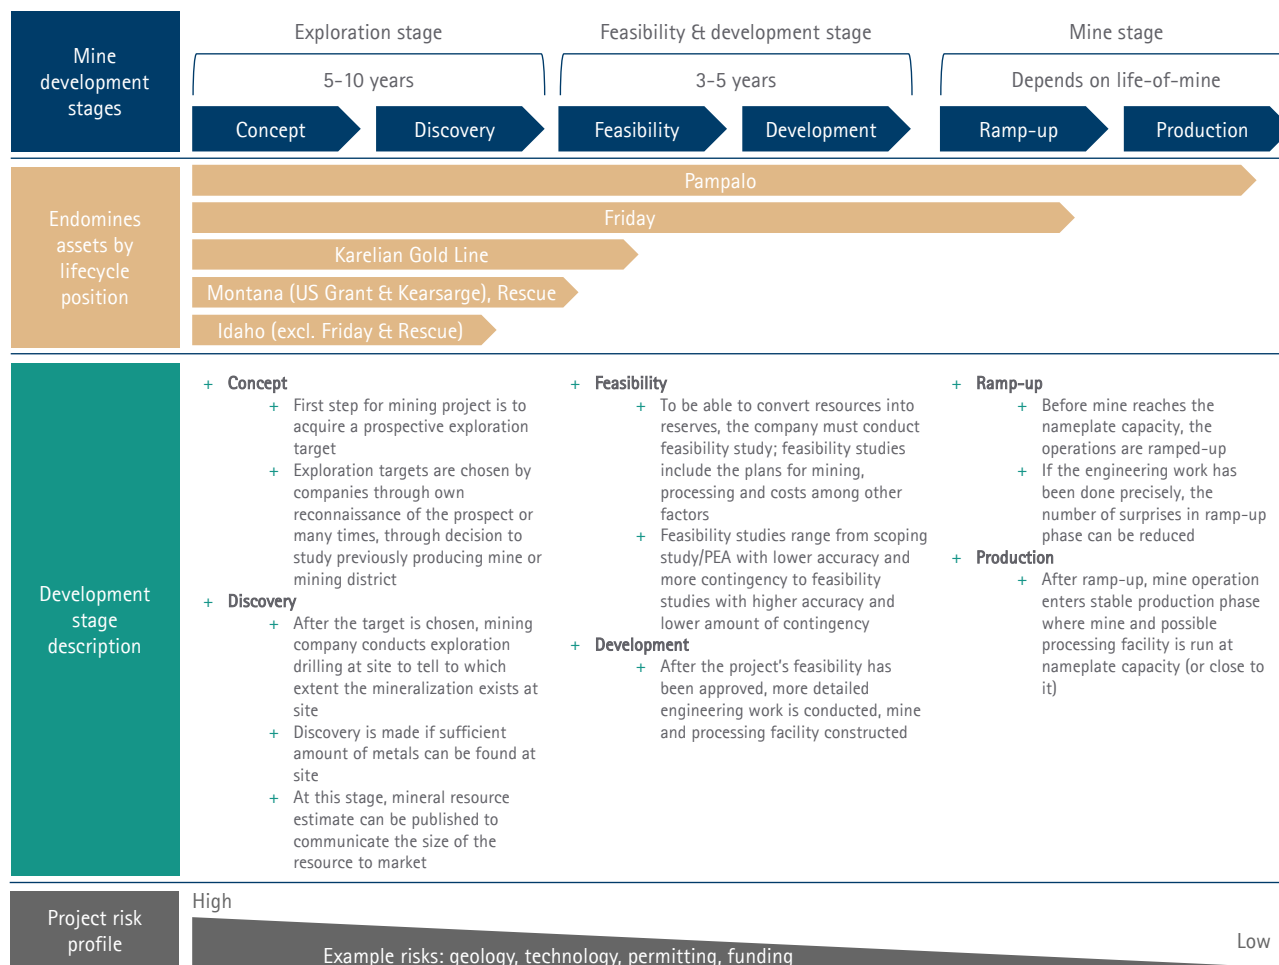 Mine
development
stages
Exploration stage
Feasibility & development stage
Mine stage
5-10 years
3-5 years
Depends on life-of-mine
Concept
Discovery
Feasibility
Development
Ramp-up
Production
Endomines
assets by
lifecycle
position
Pampalo
Friday
Karelian Gold Line
Montana (US Grant & Kearsarge), Rescue
Idaho (excl. Friday & Rescue)
Development
stage
description
+ Concept
+ First step for mining project is to
acquire a prospective exploration
target
+ Exploration targets are chosen by
companies through own
reconnaissance of the prospect or
many times, through decision to
study previously producing mine or
mining district
+ Discovery
+ After the target is chosen, mining
company conducts exploration
drilling at site to tell to which
extent the mineralization exists at
site
+ Discovery is made if sufficient
amount of metals can be found at
site
+ At this stage, mineral resource
estimate can be published to
communicate the size of the
resource to market
+ Feasibility
+ To be able to convert resources into
reserves, the company must conduct
feasibility study; feasibility studies
include the plans for mining,
processing and costs among other
factors
+ Feasibility studies range from scoping
study/PEA with lower accuracy and
more contingency to feasibility
studies with higher accuracy and
lower amount of contingency
+ Development
+ After the project's feasibility has
been approved, more detailed
engineering work is conducted, mine
and processing facility constructed
+ Ramp-up
+ Before mine reaches the
nameplate capacity, the
operations are ramped-up
+ If the engineering work has
been done precisely, the
number of surprises in ramp-up
phase can be reduced
+ Production
+ After ramp-up, mine operation
enters stable production phase
where mine and possible
processing facility is run at
nameplate capacity (or close to
it)
Project risk
profile
High
Example risks: geology, technology, permitting, funding
Low